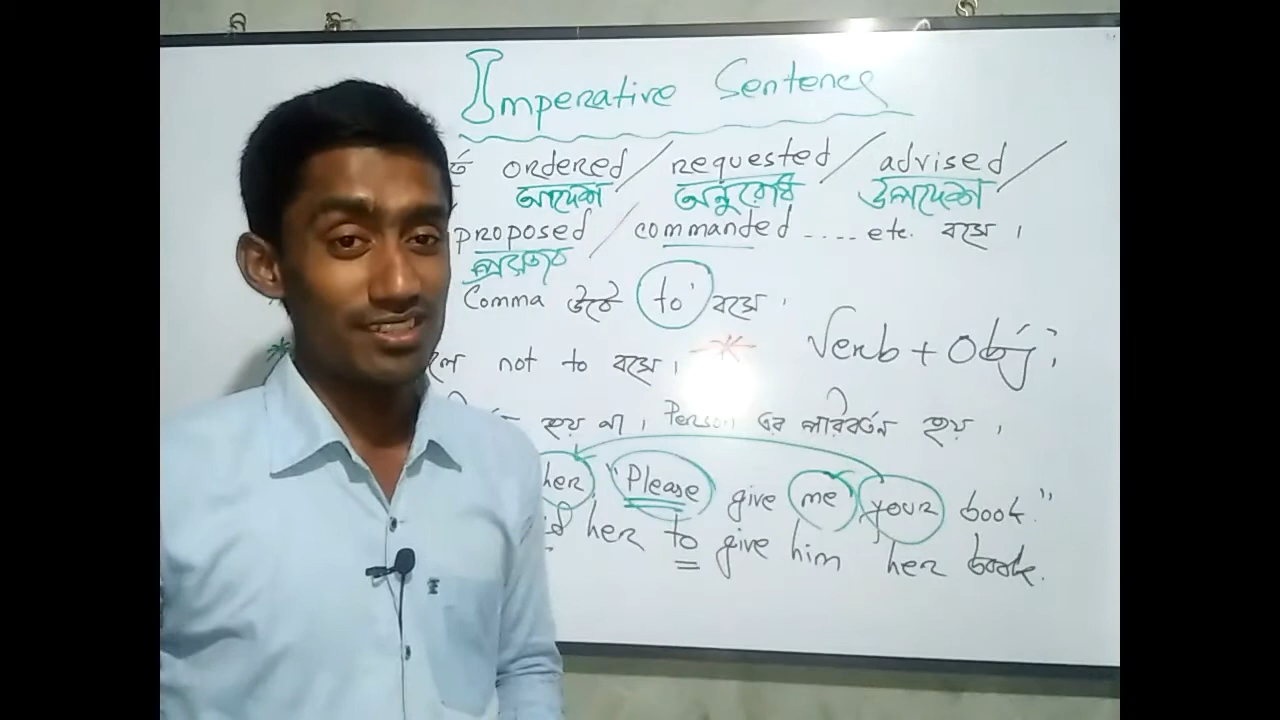 Imperative Sentence
ordered / requested / advised /
আদেশ অনুরোধ উপদেশ
proposed / commanded .... etc. বসে ।
প্রস্তাব
Comma উঠে to বসে ।
not to বসে । Verb + Obj;
হয় না । Person এর পরিবর্তন হয় ।
her, "Please give me your book."
her to give him her book.